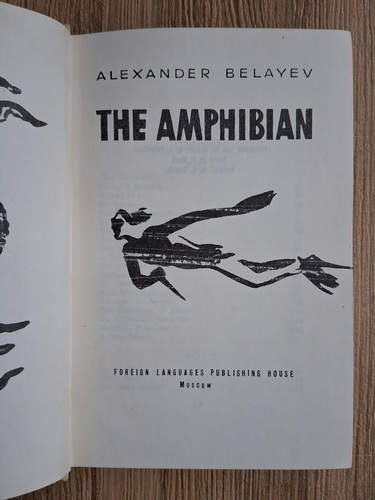 ALEXANDER BELAYEV
THE AMPHIBIAN
FOREIGN LANGUAGES PUBLISHING HOUSE
Moscow